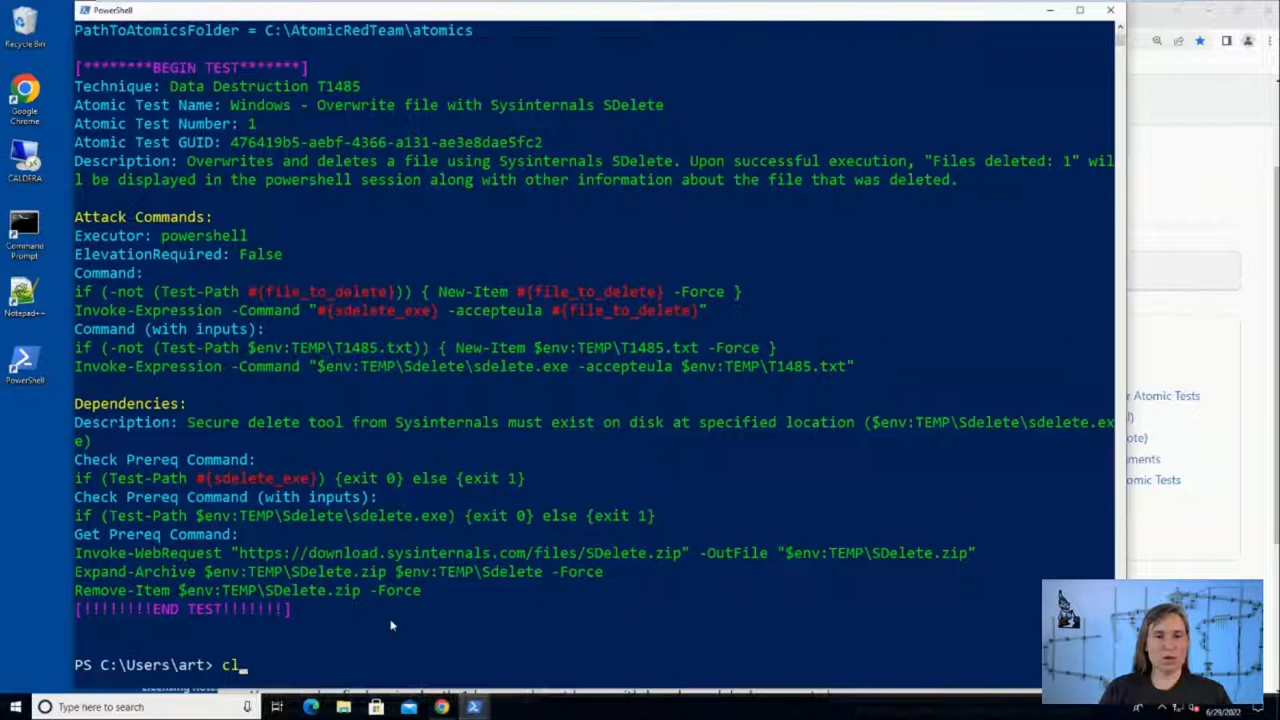 PowerShell
Recycle Bin
Google
Chrome
CALDERA
Command
Prompt
Notepad++
PowerShell
PathToAtomicsFolder = C:\AtomicRedTeam\atomics
[********BEGIN TEST*******]
Technique: Data Destruction T1485
Atomic Test Name: Windows - Overwrite file with Sysinternals SDelete
Atomic Test Number: 1
Atomic Test GUID: 476419b5-aebf-4366-a131-ae3e8dae5fc2
Description: Overwrites and deletes a file using Sysinternals SDelete. Upon successful execution, "Files deleted: 1" wil
l be displayed in the powershell session along with other information about the file that was deleted.
Attack Commands:
Executor: powershell
ElevationRequired: False
Command:
if (-not (Test-Path #{file_to_delete})) { New-Item #{file_to_delete} -Force }
Invoke-Expression -Command "#{sdelete_exe} -accepteula #{file_to_delete}"
Command (with inputs):
if (-not (Test-Path $env:TEMP\T1485.txt)) { New-Item $env:TEMP\T1485.txt -Force }
Invoke-Expression -Command "$env:TEMP\Sdelete\sdelete.exe -accepteula $env:TEMP\T1485.txt"
Dependencies:
Description: Secure delete tool from Sysinternals must exist on disk at specified location ($env:TEMP\Sdelete\sdelete.ex
e)
Check Prereq Command:
if (Test-Path #{sdelete_exe}) {exit 0} else {exit 1}
Check Prereq Command (with inputs):
if (Test-Path $env:TEMP\Sdelete\sdelete.exe) {exit 0} else {exit 1}
Get Prereq Command:
Invoke-WebRequest "https://download.sysinternals.com/files/SDelete.zip" -OutFile "$env:TEMP\SDelete.zip"
Expand-Archive $env:TEMP\SDelete.zip $env:TEMP\Sdelete -Force
Remove-Item $env:TEMP\SDelete.zip -Force
[!!!!!!!!END TEST!!!!!!!]
PS C:\Users\art> cl_
r Atomic Tests
l)
ote)
uments
omic Tests
Type here to search
6/29/2022